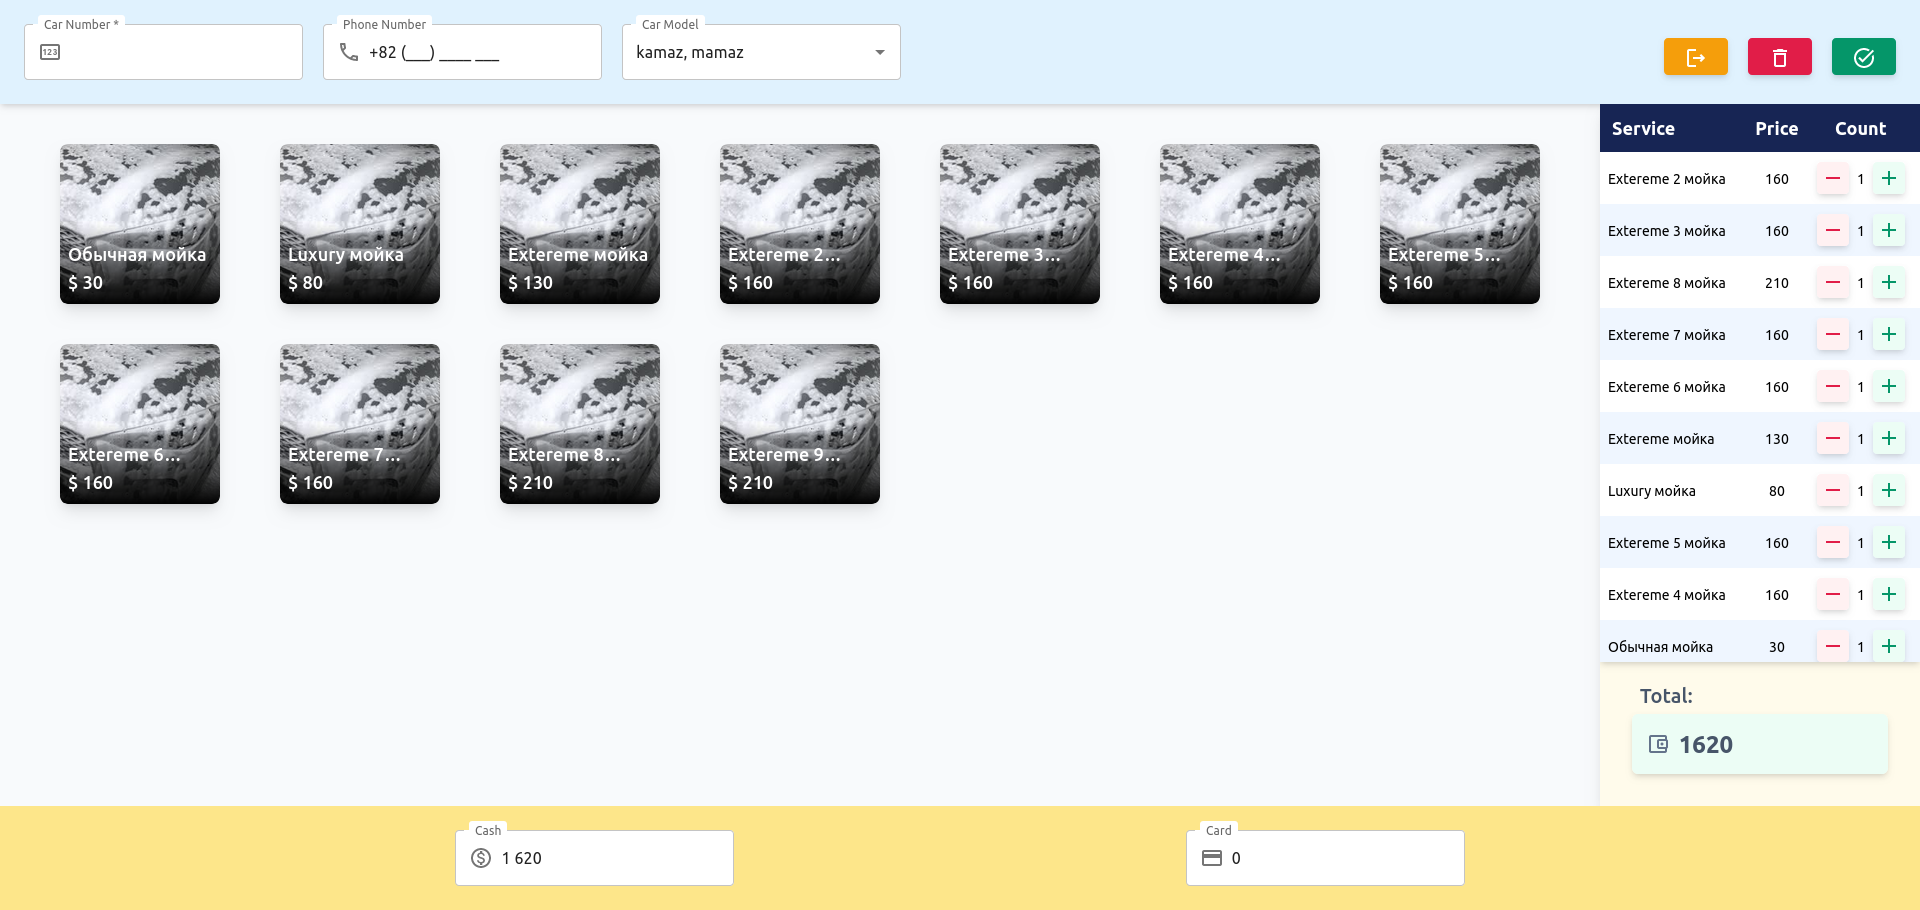 Car Number *
123
Phone Number
+82 (___) ____ ___
Car Model
kamaz, mamaz
Обычная мойка
$ 30
Luxury мойка
$ 80
Extereme мойка
$ 130
Extereme 2...
$ 160
Extereme 3...
$ 160
Extereme 4...
$ 160
Extereme 5...
$ 160
Extereme 6...
$ 160
Extereme 7...
$ 160
Extereme 8...
$ 210
Extereme 9...
$ 210
Service Price Count
Extereme 2 мойка 160 1
Extereme 3 мойка 160 1
Extereme 8 мойка 210 1
Extereme 7 мойка 160 1
Extereme 6 мойка 160 1
Extereme мойка 130 1
Luxury мойка 80 1
Extereme 5 мойка 160 1
Extereme 4 мойка 160 1
Обычная мойка 30 1
Total:
1620
Cash
1 620
Card
0